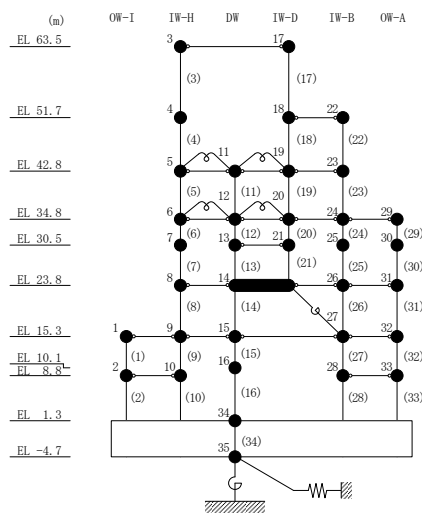 (m) OW-I IW-H DW IW-D IW-B OW-A
EL 63.5 3 17
(3) (17)
EL 51.7 4 18 22
(4) 11 19 (18) (22)
EL 42.8 5 23
(5) 12 (11) 20 (19) (23)
EL 34.8 6 24 29
(6) (12) (20) (24) (29)
EL 30.5 7 13 21 25 30
(7) (13) (21) (25) (30)
EL 23.8 8 14 26 31
(8) (14) 27 (26) (31)
EL 15.3 1 9 15 32
(1) (9) (15) (27) (32)
EL 10.1 16
EL 8.8 2 10 28 33
(2) (10) (16) (28) (33)
EL 1.3 34
(34)
EL -4.7 35